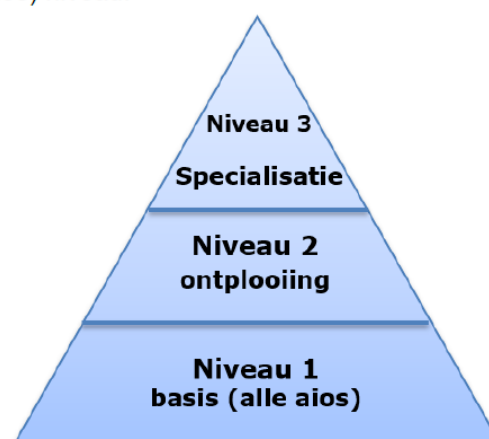 Niveau 3
Specialisatie
Niveau 2
ontplooiing
Niveau 1
basis (alle aios)